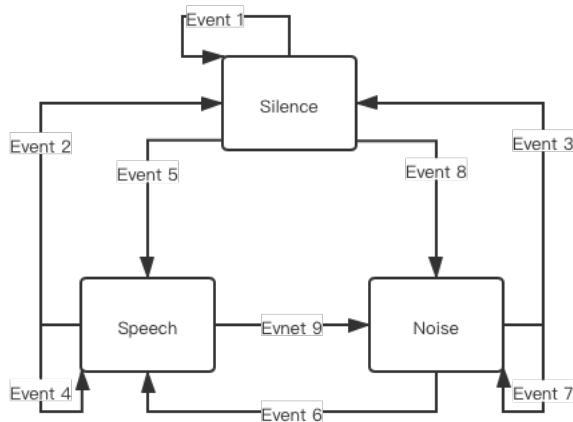 Event 1
Silence
Event 2
Event 3
Event 5
Event 8
Speech
Evnet 9
Noise
Event 4
Event 7
Event 6